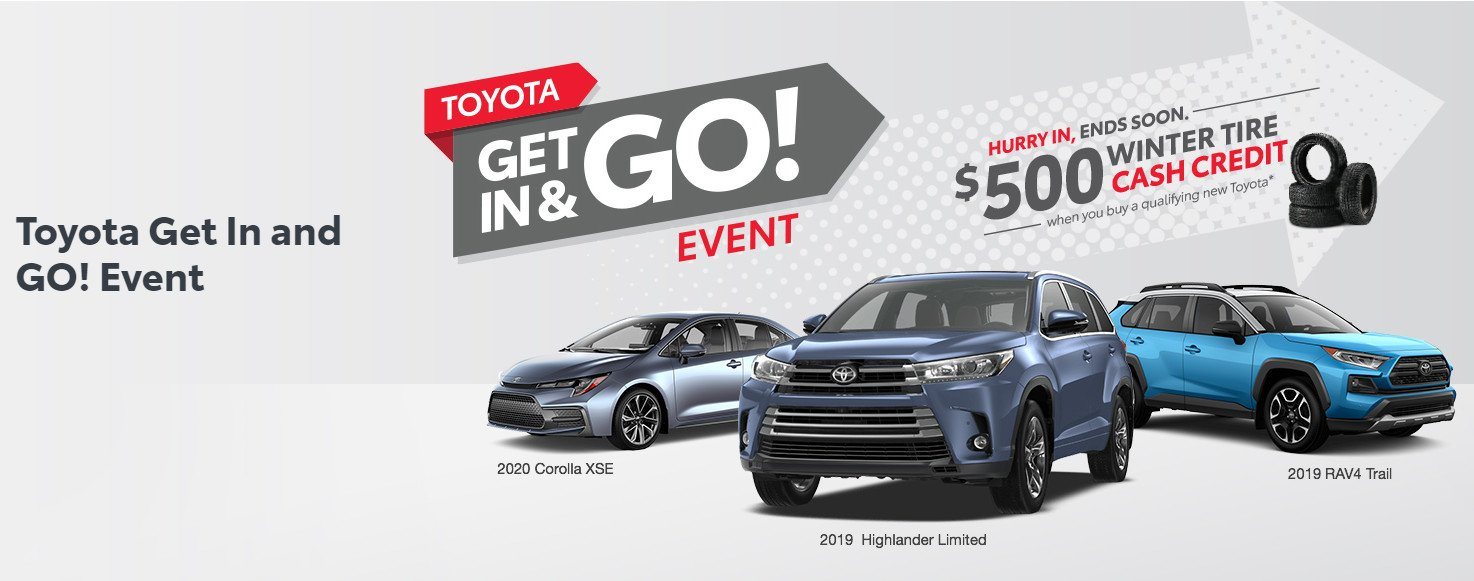 Toyota Get In and
GO! Event
TOYOTA
GET
IN & GO!
EVENT
HURRY IN, ENDS SOON.
$500 WINTER TIRE
CASH CREDIT
when you buy a qualifying new Toyota*
2020 Corolla XSE
2019 Highlander Limited
2019 RAV4 Trail